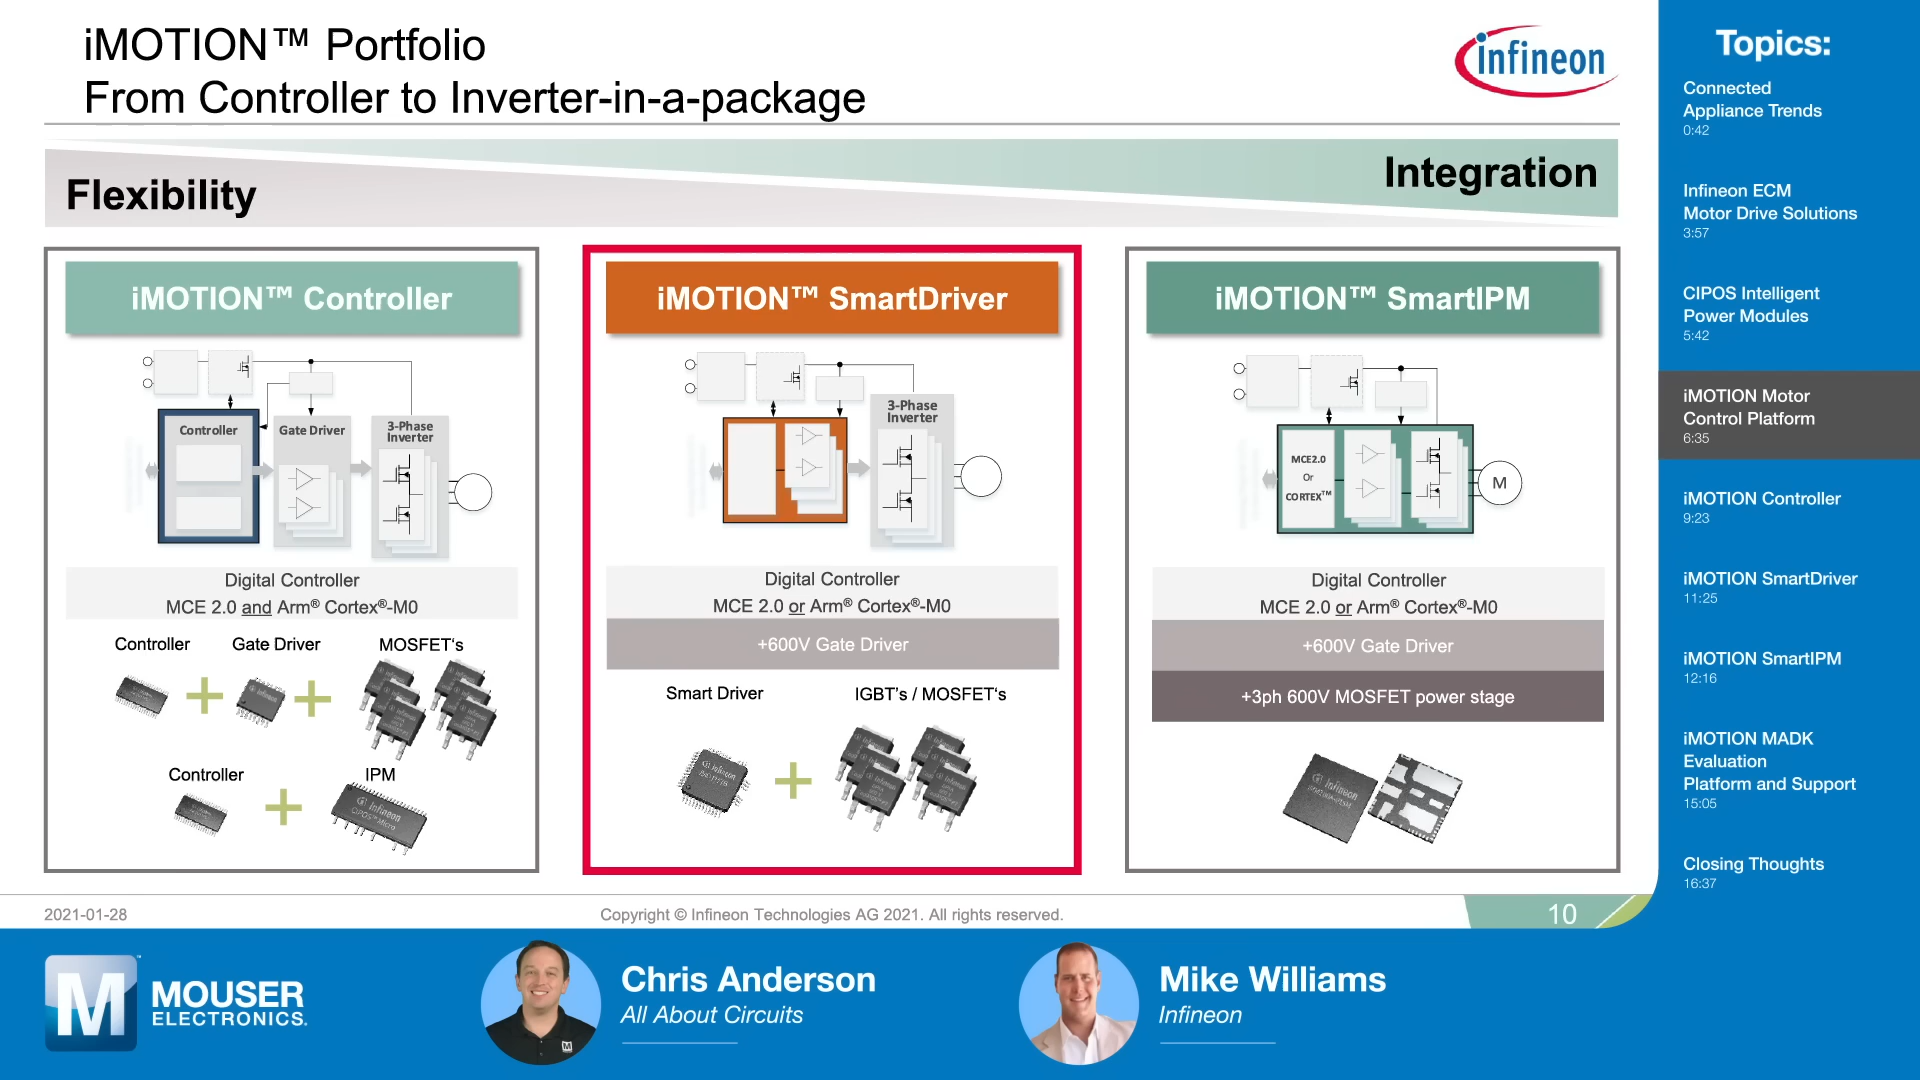 iMOTION™ Portfolio
From Controller to Inverter-in-a-package
infineon
Flexibility
Integration
iMOTION™ Controller
Controller
Gate Driver
3-Phase
Inverter
Digital Controller
MCE 2.0 and Arm® Cortex®-M0
Controller
Gate Driver
MOSFET‘s
Controller
IPM
iMOTION™ SmartDriver
3-Phase
Inverter
Digital Controller
MCE 2.0 or Arm® Cortex®-M0
+600V Gate Driver
Smart Driver
IGBT’s / MOSFET‘s
iMOTION™ SmartIPM
MCE2.0
Or
CORTEX™
M
Digital Controller
MCE 2.0 or Arm® Cortex®-M0
+600V Gate Driver
+3ph 600V MOSFET power stage
2021-01-28
Copyright © Infineon Technologies AG 2021. All rights reserved.
10
Topics:
Connected
Appliance Trends
0:42
Infineon ECM
Motor Drive Solutions
3:57
CIPOS Intelligent
Power Modules
5:42
iMOTION Motor
Control Platform
6:35
iMOTION Controller
9:23
iMOTION SmartDriver
11:25
iMOTION SmartIPM
12:16
iMOTION MADK
Evaluation
Platform and Support
15:05
Closing Thoughts
16:37
M
MOUSER
ELECTRONICS.
Chris Anderson
All About Circuits
Mike Williams
Infineon